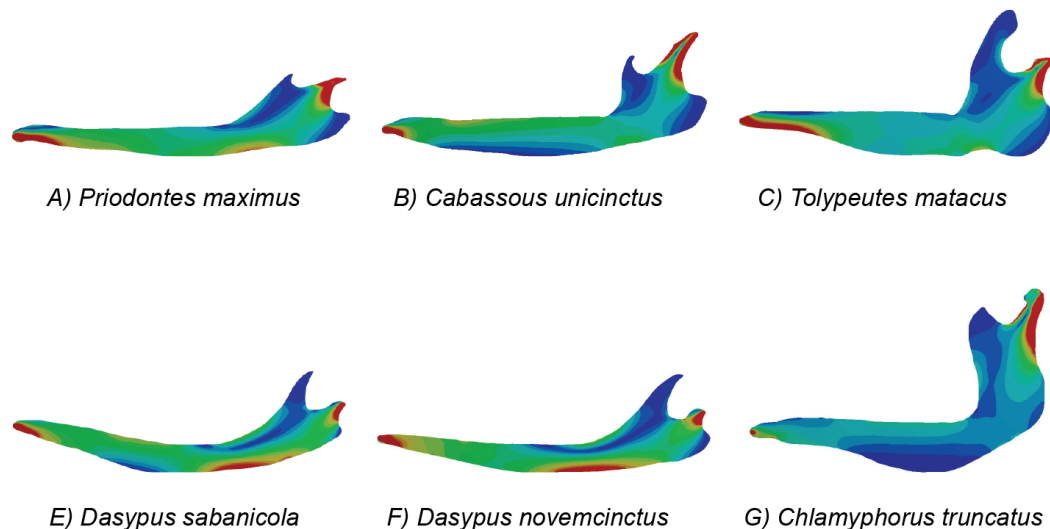 A) Priodontes maximus
B) Cabassous unicinctus
C) Tolypeutes matacus
E) Dasypus sabanicola
F) Dasypus novemcinctus
G) Chlamyphorus truncatus